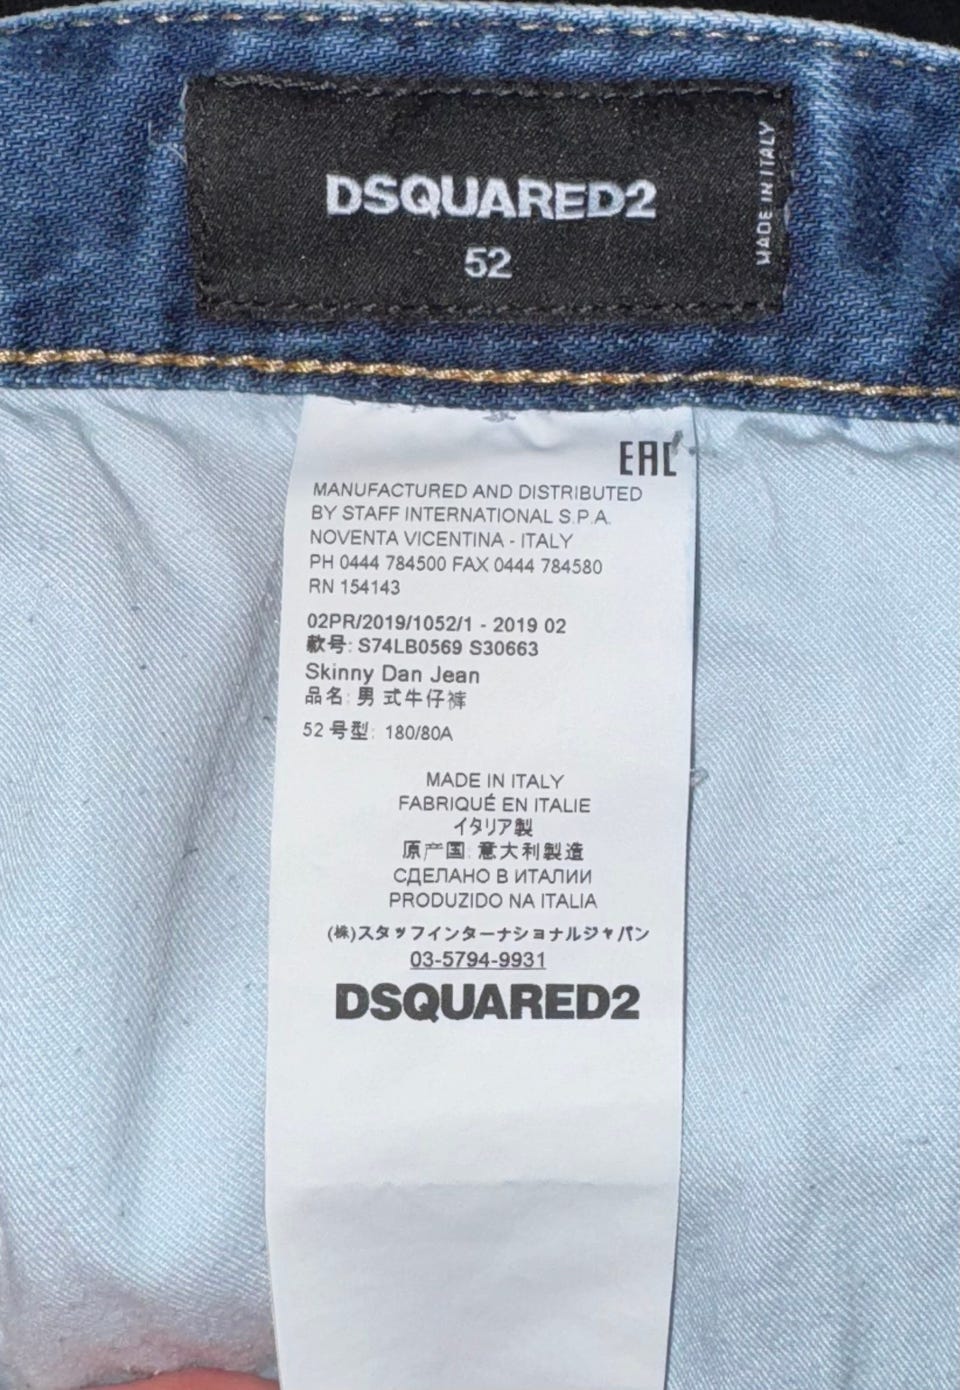 DSQUARED2
52
MADE IN ITALY
EAC
MANUFACTURED AND DISTRIBUTED
BY STAFF INTERNATIONAL S.P.A.
NOVENTA VICENTINA - ITALY
PH 0444 784500 FAX 0444 784580
RN 154143
02PR/2019/1052/1 - 2019 02
款号: S74LB0569 S30663
Skinny Dan Jean
品名: 男式牛仔裤
52 号型: 180/80A
MADE IN ITALY
FABRIQUÉ EN ITALIE
イタリア製
原产国: 意大利製造
СДЕЛАНО В ИТАЛИИ
PRODUZIDO NA ITALIA
(株)スタッフインターナショナルジャパン
03-5794-9931
DSQUARED2